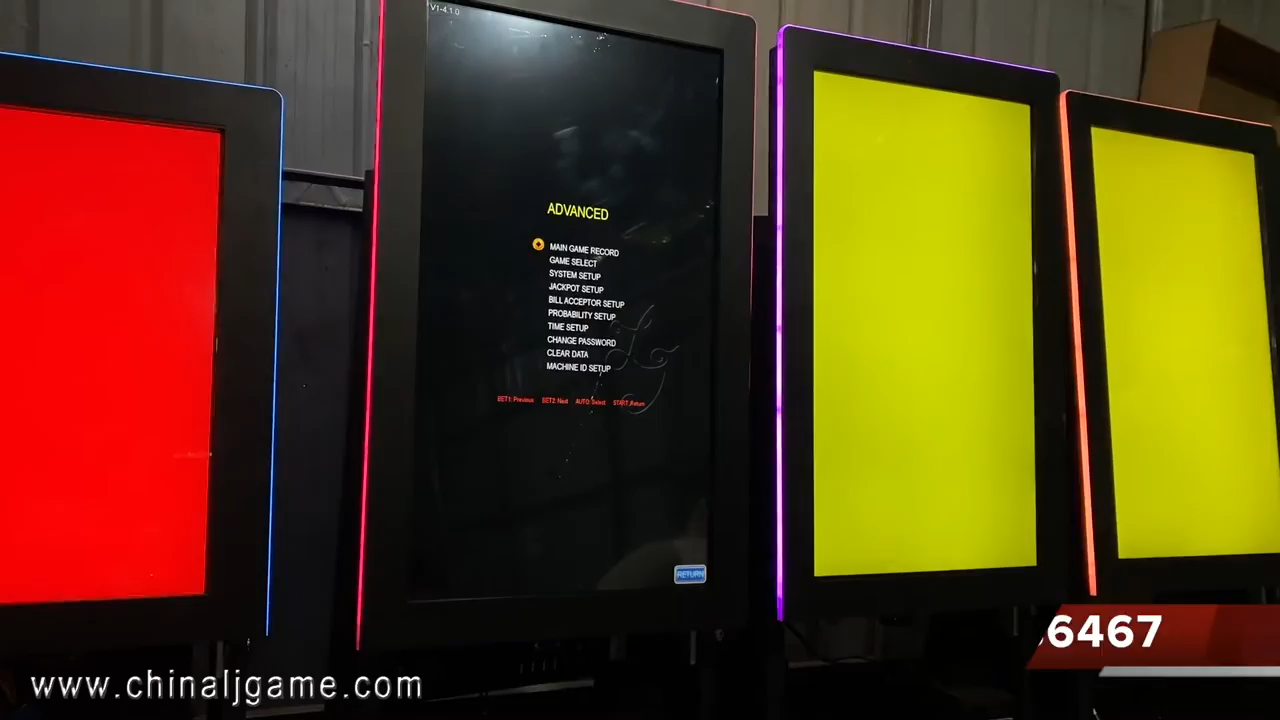 V1-4.1.0
ADVANCED
MAIN GAME RECORD
GAME SELECT
SYSTEM SETUP
JACKPOT SETUP
BILL ACCEPTOR SETUP
PROBABILITY SETUP
TIME SETUP
CHANGE PASSWORD
CLEAR DATA
MACHINE ID SETUP
BET1: Previous BET2: Next AUTO: Select START: Return
RETURN
6467
www.chinaljgame.com